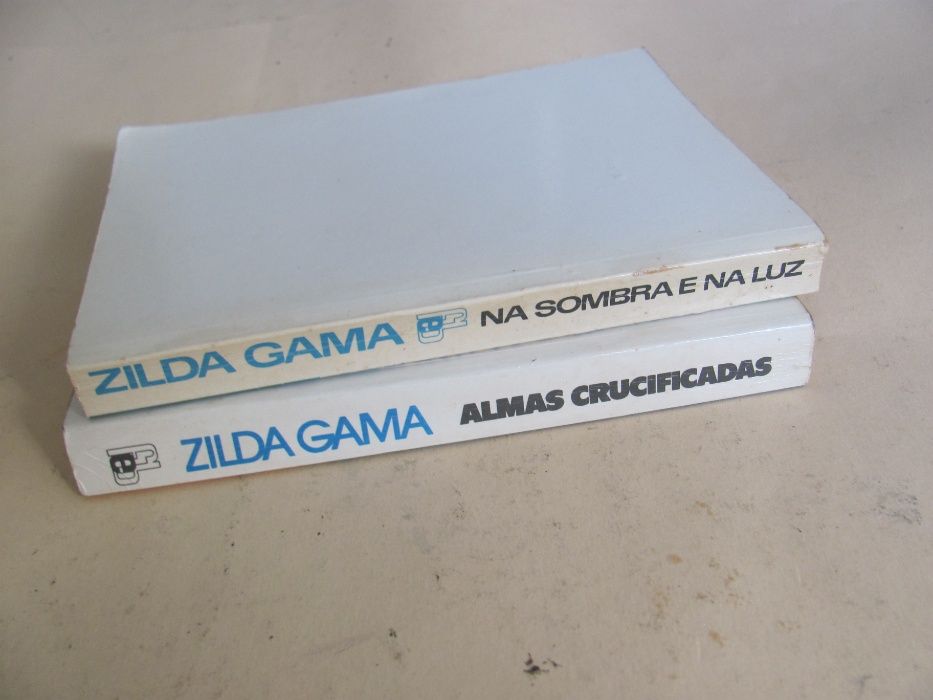 ZILDA GAMA NA SOMBRA E NA LUZ
ZILDA GAMA ALMAS CRUCIFICADAS